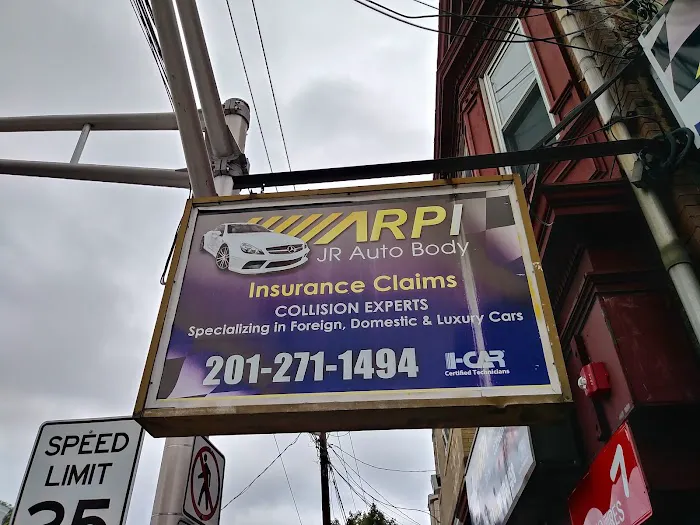 ARPI
JR Auto Body
Insurance Claims
COLLISION EXPERTS
Specializing in Foreign, Domestic & Luxury Cars
201-271-1494
I-CAR
Certified Technicians
SPEED
LIMIT
25